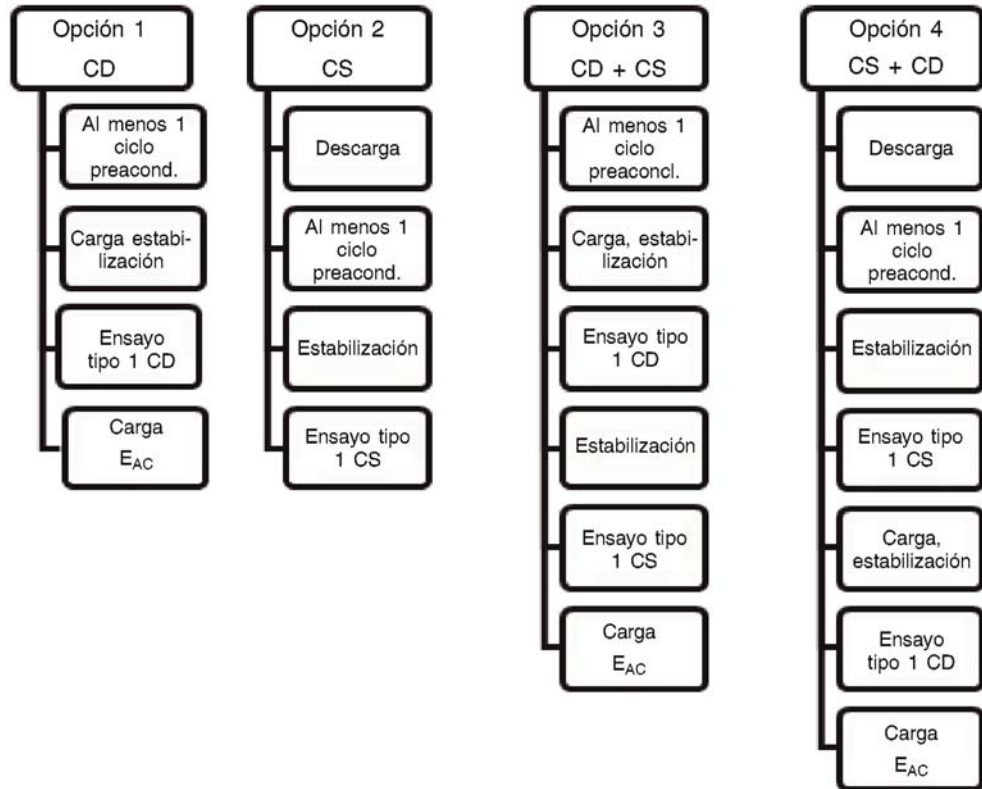 Opción 1
CD
Al menos 1
ciclo
preacond.
Carga estabi-
lización
Ensayo
tipo 1 CD
Carga
EAC
Opción 2
CS
Descarga
Al menos 1
ciclo
preacond.
Estabilización
Ensayo tipo
1 CS
Opción 3
CD + CS
Al menos 1
ciclo
preaconcl.
Carga, estabi-
lización
Ensayo tipo
1 CD
Estabilización
Ensayo tipo
1 CS
Carga
EAC
Opción 4
CS + CD
Descarga
Al menos 1
ciclo
preacond.
Estabilización
Ensayo tipo
1 CS
Carga,
estabilización
Ensayo
tipo 1 CD
Carga
EAC